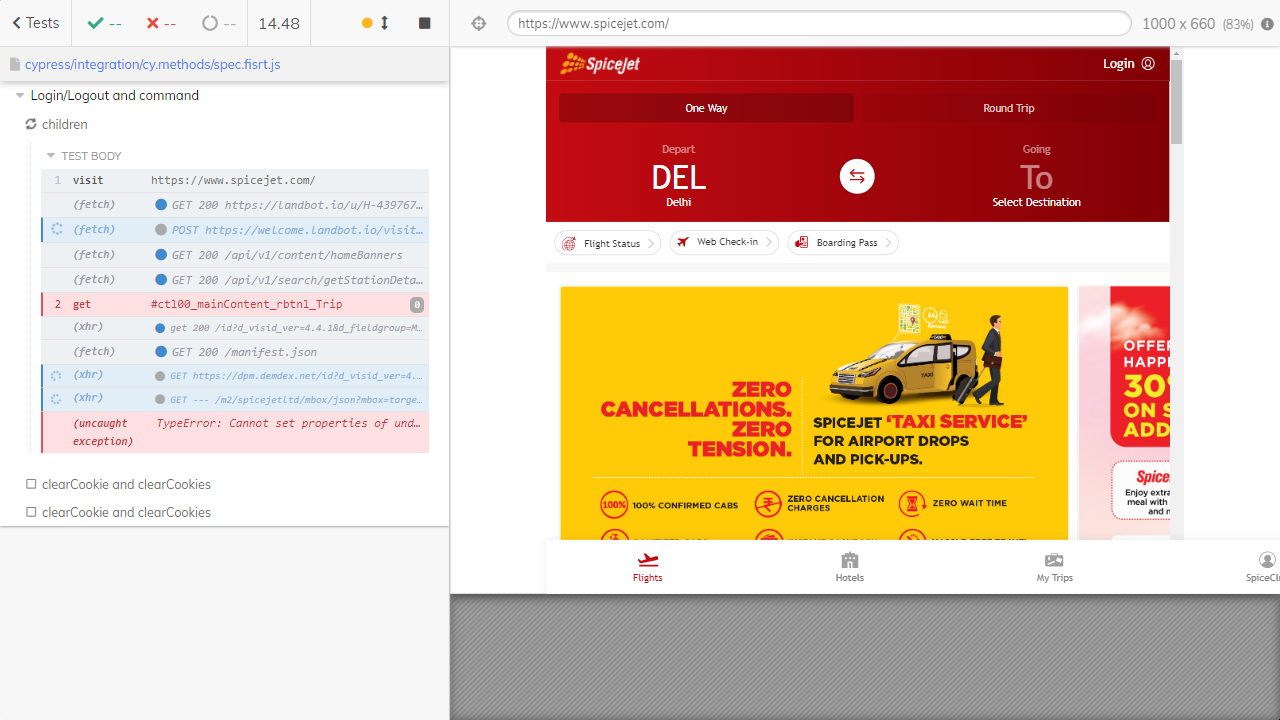 Tests
--
--
--
14.48
https://www.spicejet.com/
1000 x 660 (83%)
cypress/integration/cy.methods/spec.fisrt.js
Login/Logout and command
children
TEST BODY
1 visit https://www.spicejet.com/
(fetch) GET 200 https://landbot.io/u/H-439767…
(fetch) POST https://welcome.landbot.io/visit…
(fetch) GET 200 /api/v1/content/homeBanners
(fetch) GET 200 /api/v1/search/getStationDeta…
2 get #ctl00_mainContent_rbtnl_Trip 0
(xhr) get 200 /id?d_visid_ver=4.4.1&d_fieldgroup=M…
(fetch) GET 200 /manifest.json
(xhr) GET https://dpm.demdex.net/id?d_visid_ver=4.…
(xhr) GET --- /m2/spicejetltd/mbox/json?mbox=targe…
(uncaught exception) TypeError: Cannot set properties of und…
clearCookie and clearCookies
clearCookie and clearCookies
SpiceJet
Login
One Way
Round Trip
Depart
Going
DEL
To
Delhi
Select Destination
Flight Status
Web Check-in
Boarding Pass
TAXI
ZERO
CANCELLATIONS.
ZERO
TENSION.
SPICEJET ‘TAXI SERVICE’
FOR AIRPORT DROPS
AND PICK-UPS.
100%
100% CONFIRMED CABS
ZERO CANCELLATION
CHARGES
ZERO WAIT TIME
OFFER
HAPP
30
ON S
ADD
Spice
Enjoy extra
meal with
and n
Flights
Hotels
My Trips
SpiceCl